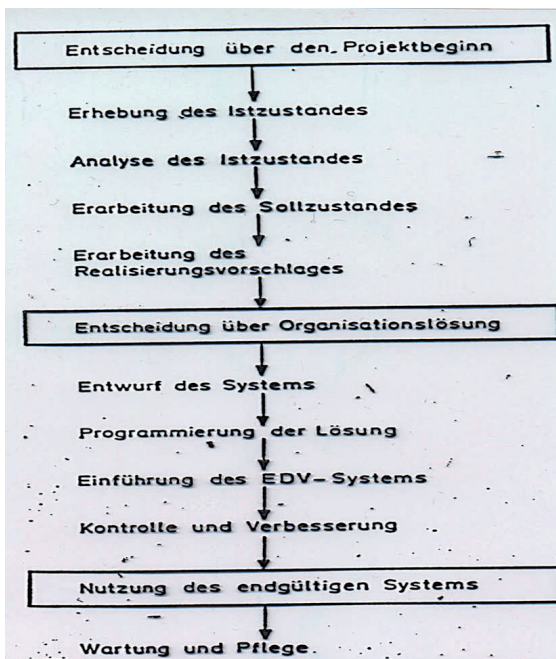 Entscheidung über den Projektbeginn
Erhebung des Istzustandes
Analyse des Istzustandes
Erarbeitung des Sollzustandes
Erarbeitung des
Realisierungsvorschlages
Entscheidung über Organisationslösung
Entwurf des Systems
Programmierung der Lösung
Einführung des EDV-Systems
Kontrolle und Verbesserung
Nutzung des endgültigen Systems
Wartung und Pflege.